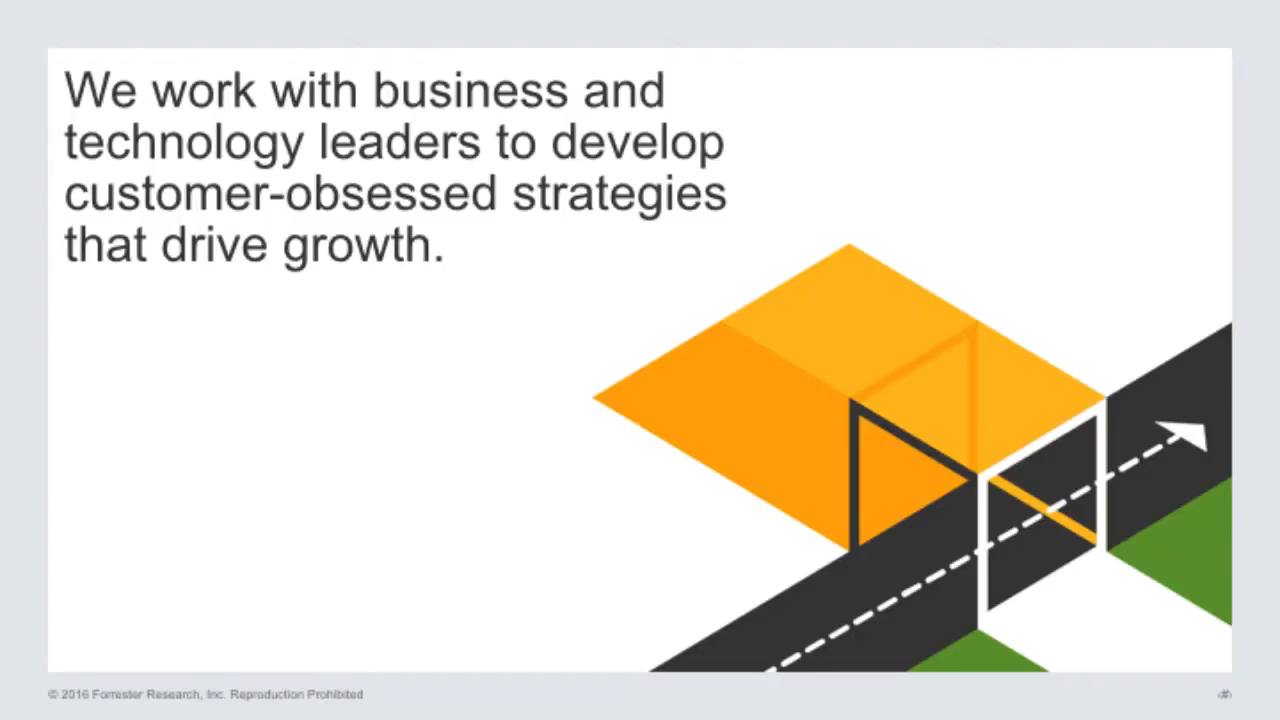 We work with business and
technology leaders to develop
customer-obsessed strategies
that drive growth.
© 2016 Forrester Research, Inc. Reproduction Prohibited
‹#›